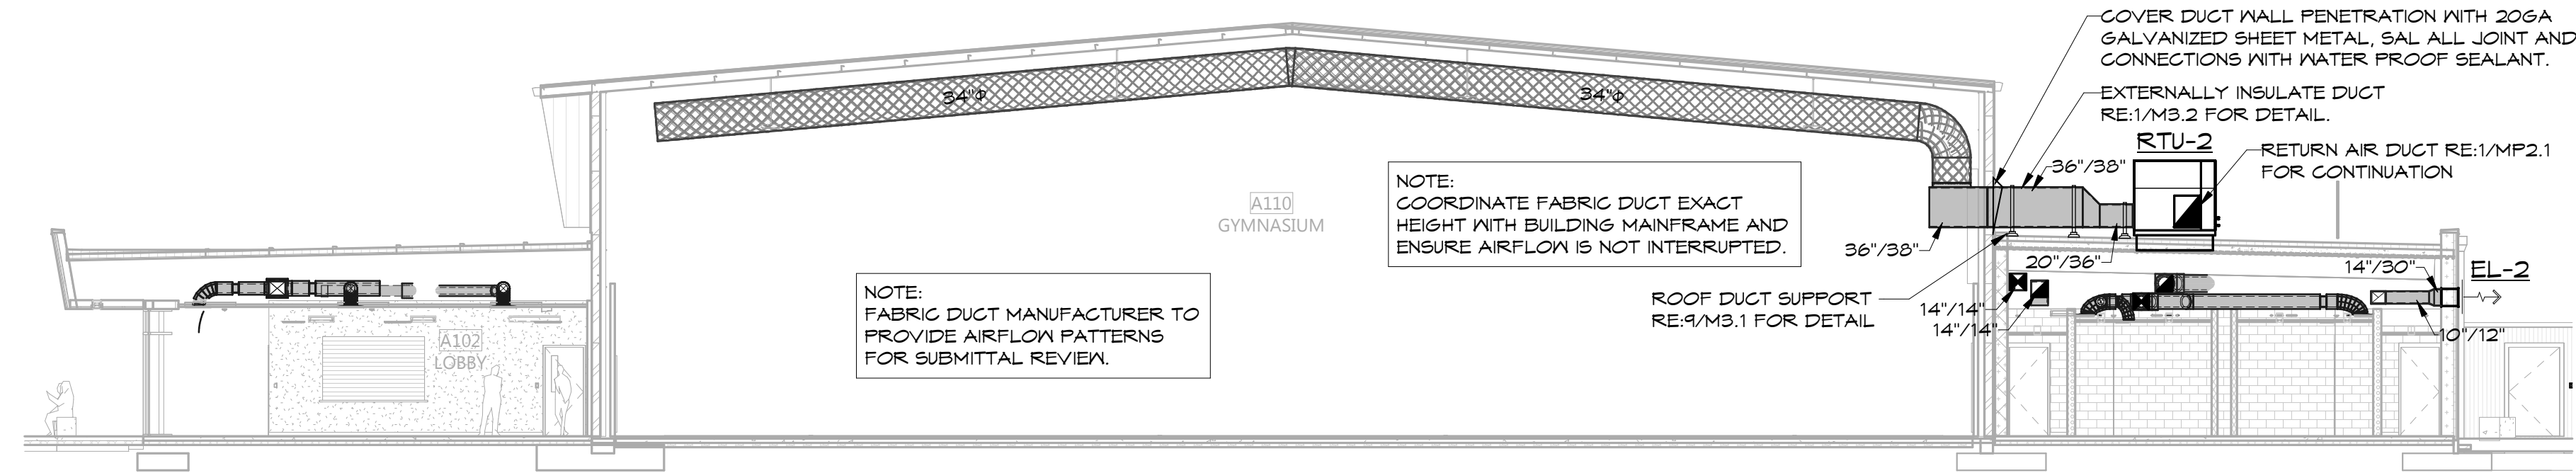 COVER DUCT WALL PENETRATION WITH 20GA
GALVANIZED SHEET METAL, SAL ALL JOINT AND
CONNECTIONS WITH WATER PROOF SEALANT.
EXTERNALLY INSULATE DUCT
RE:1/M3.2 FOR DETAIL.
RTU-2
RETURN AIR DUCT RE:1/MP2.1
FOR CONTINUATION
36"/38"
34"Φ
34"Φ
A110
GYMNASIUM
NOTE:
COORDINATE FABRIC DUCT EXACT
HEIGHT WITH BUILDING MAINFRAME AND
ENSURE AIRFLOW IS NOT INTERRUPTED.
36"/38"
20"/36"
14"/30"
EL-2
NOTE:
FABRIC DUCT MANUFACTURER TO
PROVIDE AIRFLOW PATTERNS
FOR SUBMITTAL REVIEW.
ROOF DUCT SUPPORT
RE:9/M3.1 FOR DETAIL
14"/14"
14"/14"
10"/12"
A102
LOBBY